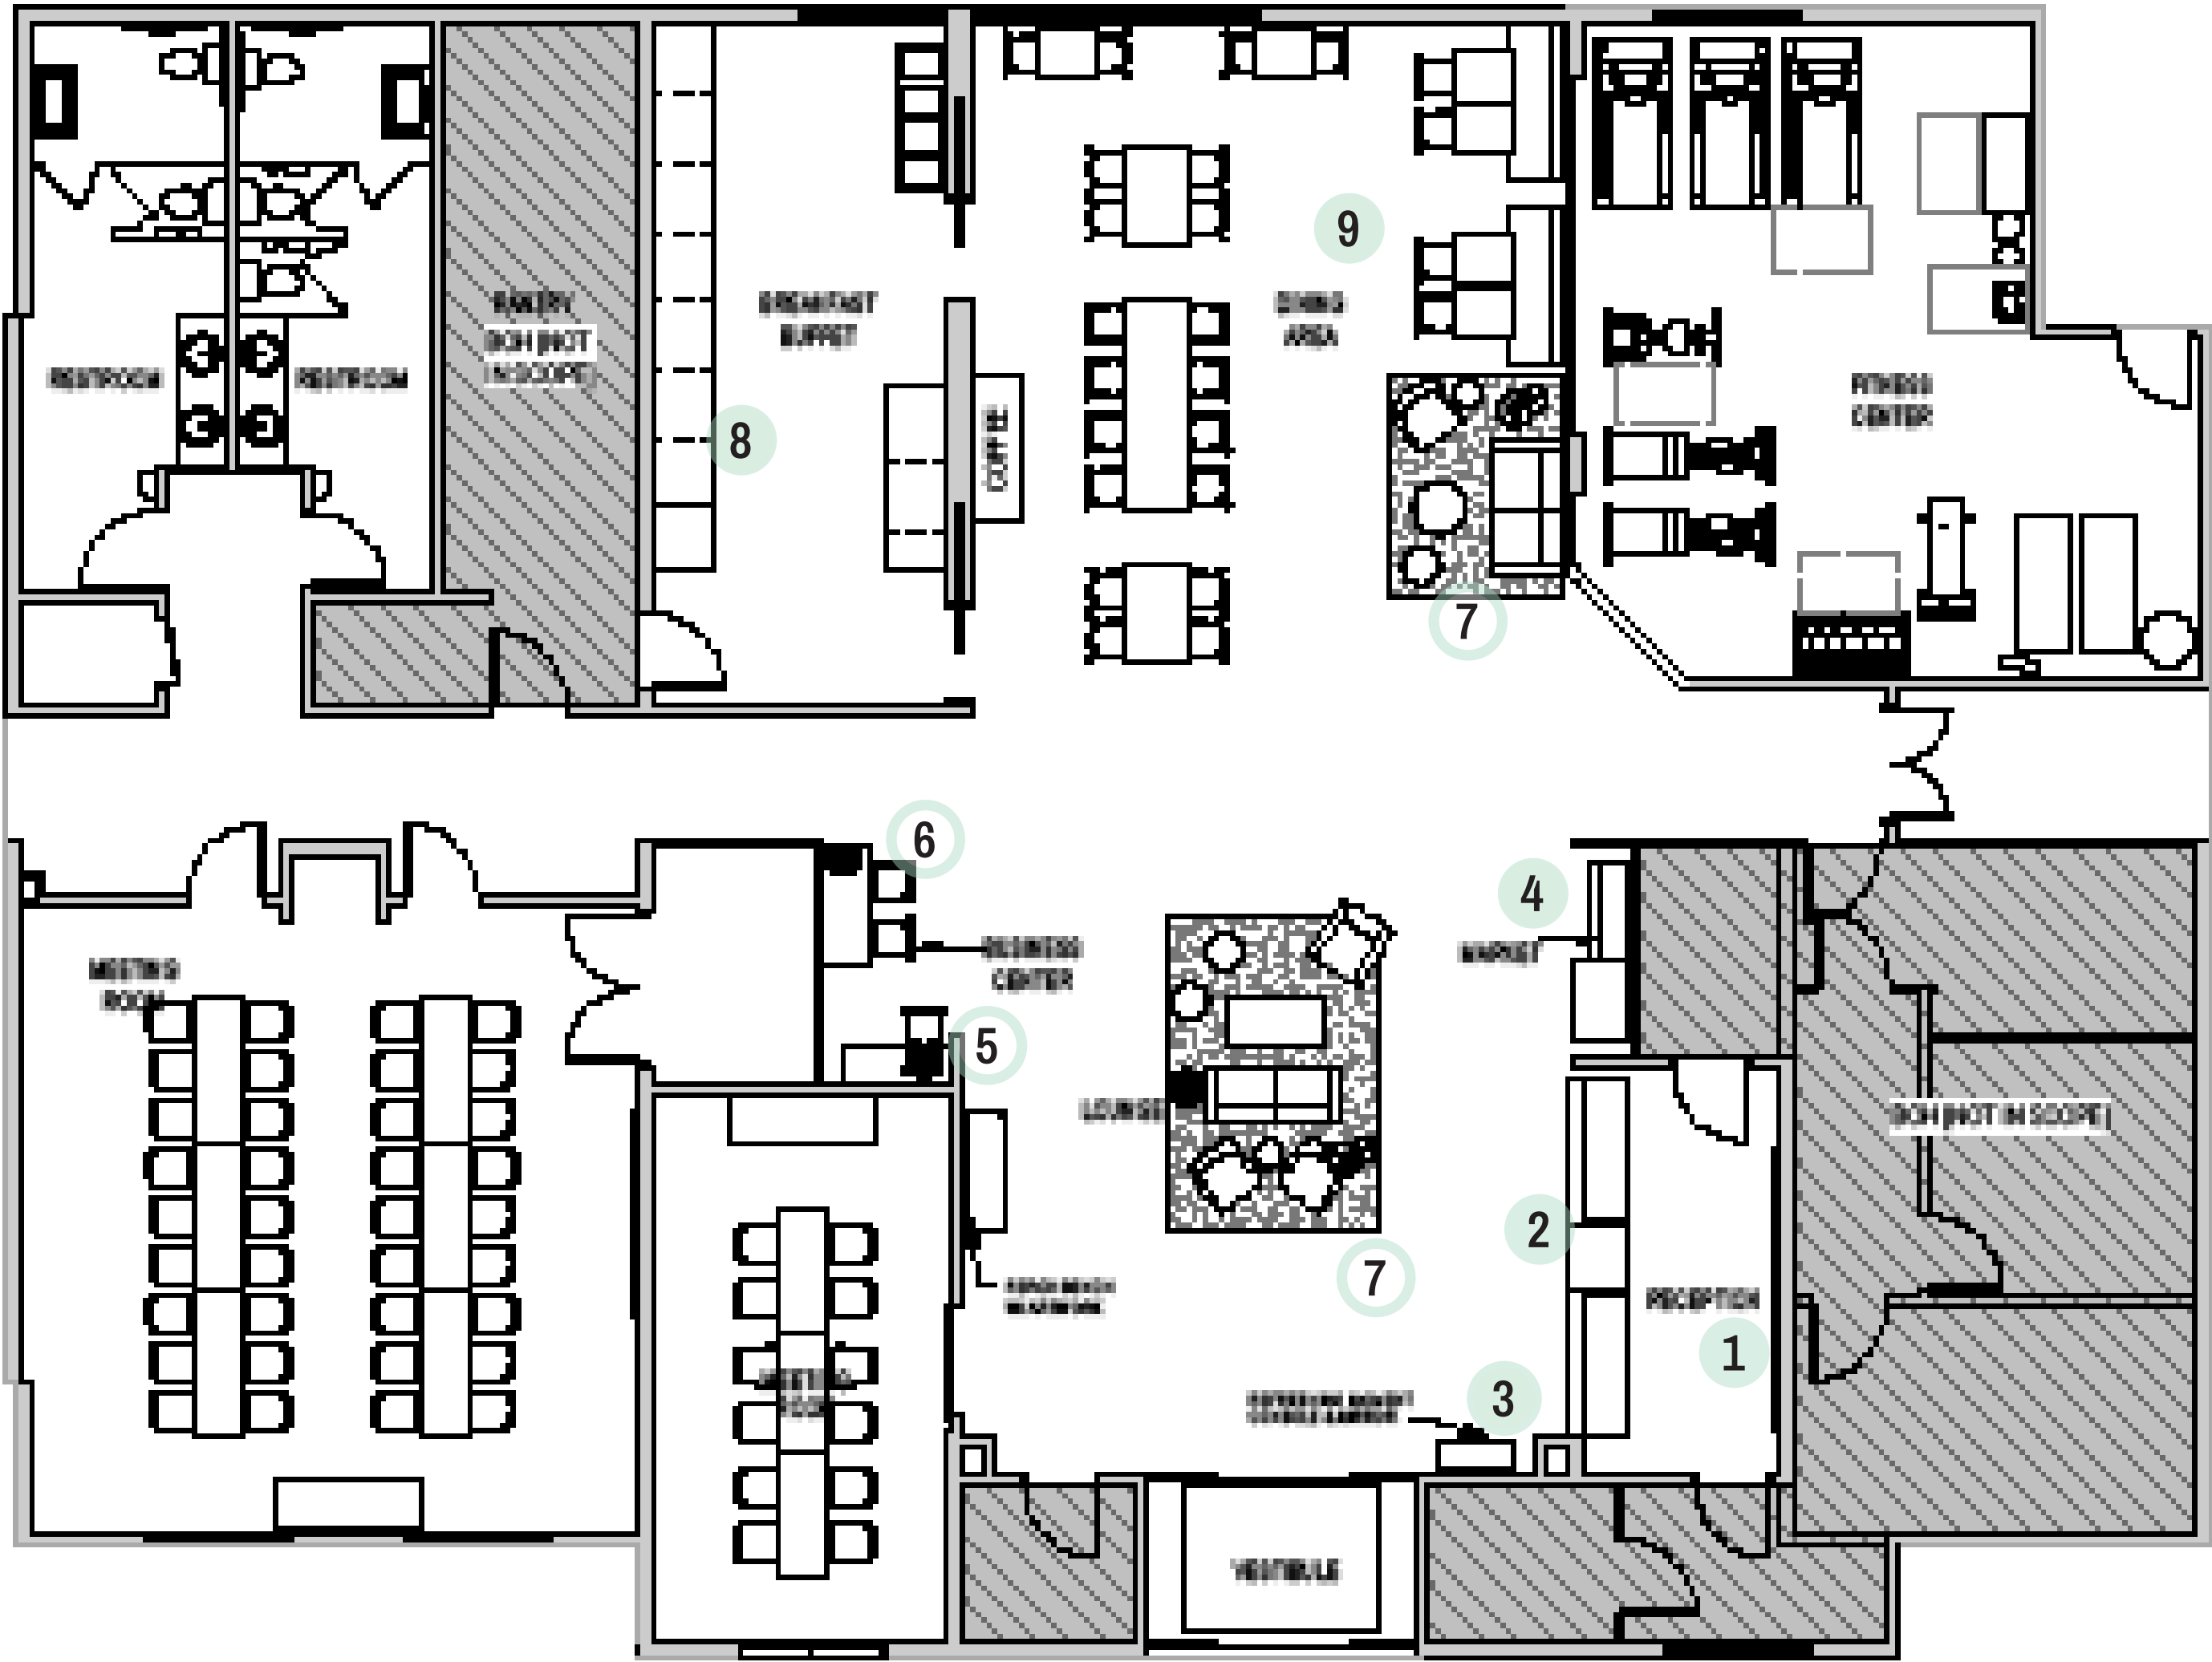 9
BREAKFAST
BUFFET
DINING
AREA
BAKERY
BOH (NOT
IN SCOPE)
RESTROOM
RESTROOM
FITNESS
CENTER
COFFEE
8
7
6
4
BUSINESS
CENTER
MARKET
MEETING
ROOM
5
LOUNGE
BOH (NOT IN SCOPE)
2
7
RECEPTION
1
MEETING
ROOM
3
VESTIBULE